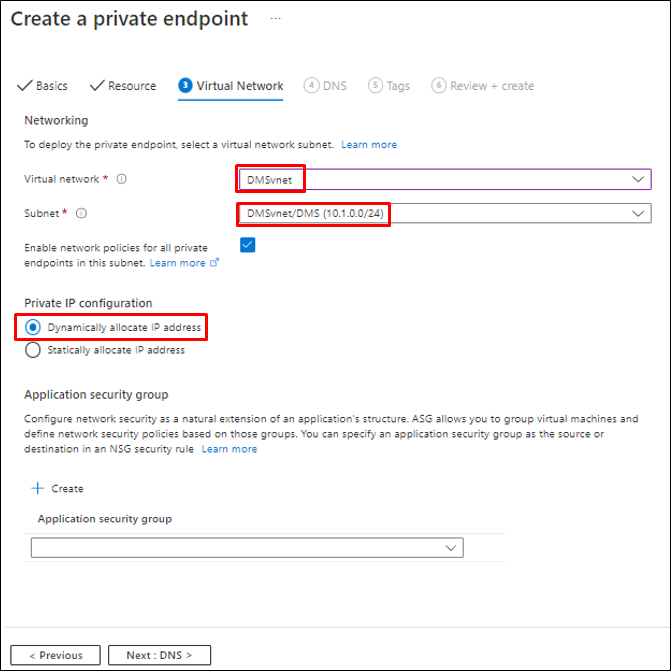 Create a private endpoint ...
Basics Resource 3 Virtual Network 4 DNS 5 Tags 6 Review + create
Networking
To deploy the private endpoint, select a virtual network subnet. Learn more
Virtual network * DMSvnet
Subnet * DMSvnet/DMS (10.1.0.0/24)
Enable network policies for all private
endpoints in this subnet. Learn more
Private IP configuration
Dynamically allocate IP address
Statically allocate IP address
Application security group
Configure network security as a natural extension of an application's structure. ASG allows you to group virtual machines and
define network security policies based on those groups. You can specify an application security group as the source or
destination in an NSG security rule Learn more
+ Create
Application security group
< Previous Next : DNS >